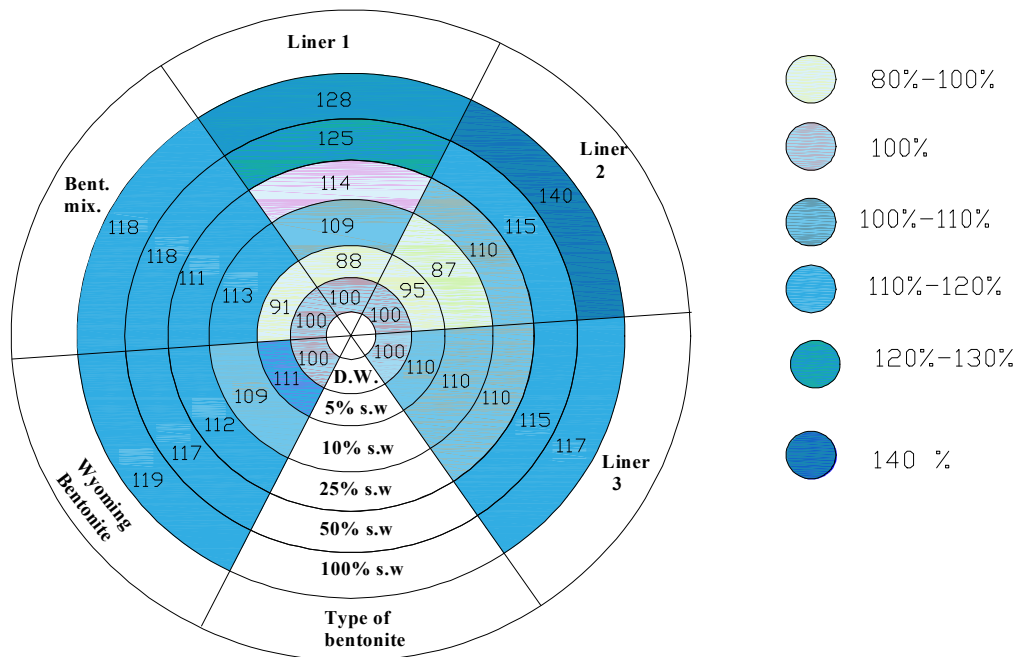 Liner 1
128
125
114
109
88
100
Liner
2
140
115
110
87
95
100
Bent.
mix.
118
118
111
113
91
100
Wyoming
Bentonite
119
117
112
109
111
100
Liner
3
117
115
110
110
110
100
D.W.
5% s.w
10% s.w
25% s.w
50% s.w
100% s.w
Type of
bentonite
80%-100%
100%
100%-110%
110%-120%
120%-130%
140 %